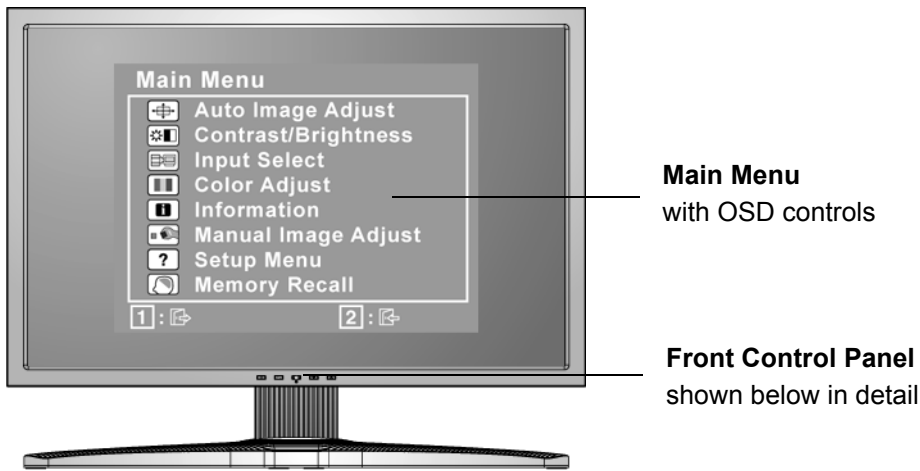 Main Menu
Auto Image Adjust
Contrast/Brightness
Input Select
Color Adjust
Information
Manual Image Adjust
? Setup Menu
Memory Recall
1 : 2 :
Main Menu
with OSD controls
Front Control Panel
shown below in detail